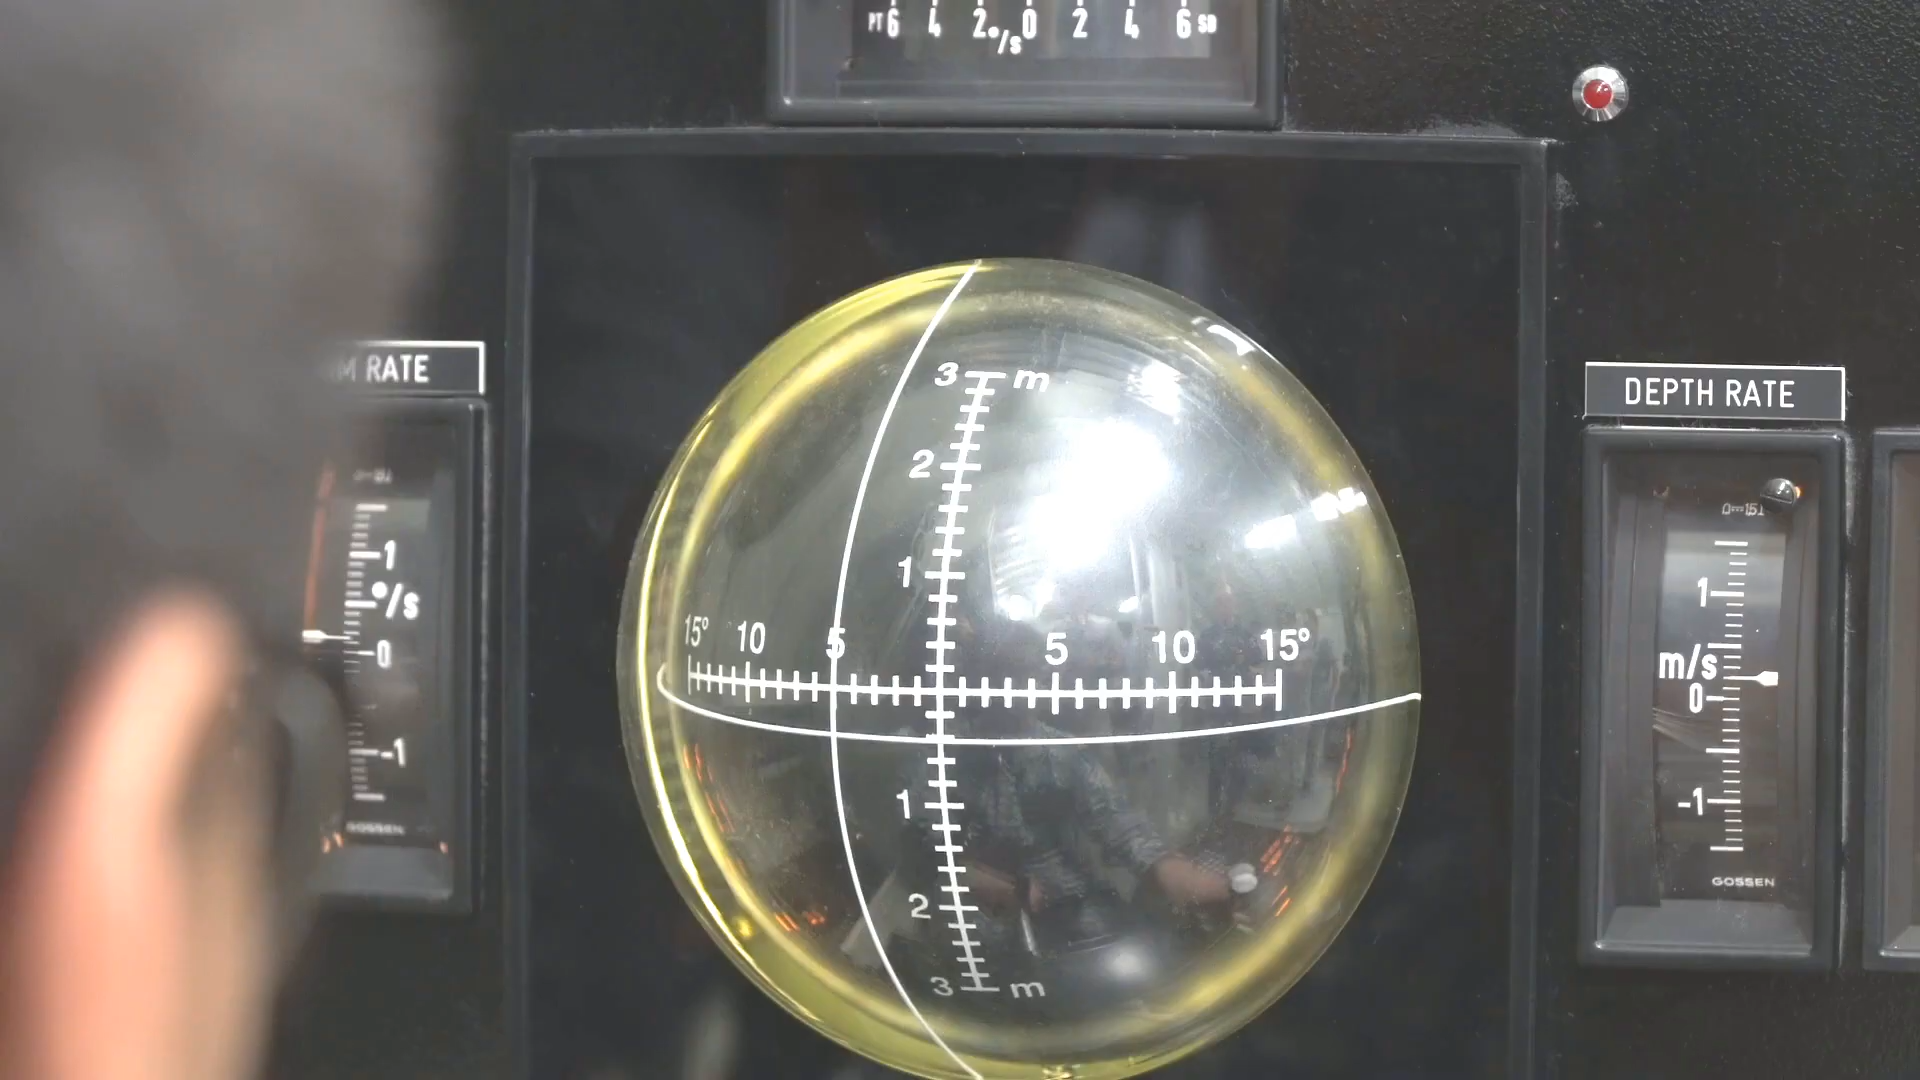 PT 6 4 2 0 2 4 6 SB
°/s
M RATE
DEPTH RATE
3 m
2
1
15° 10 5 5 10 15°
1
2
3 m
1
°/s
0
-1
GOSSEN
1
m/s
0
-1
GOSSEN